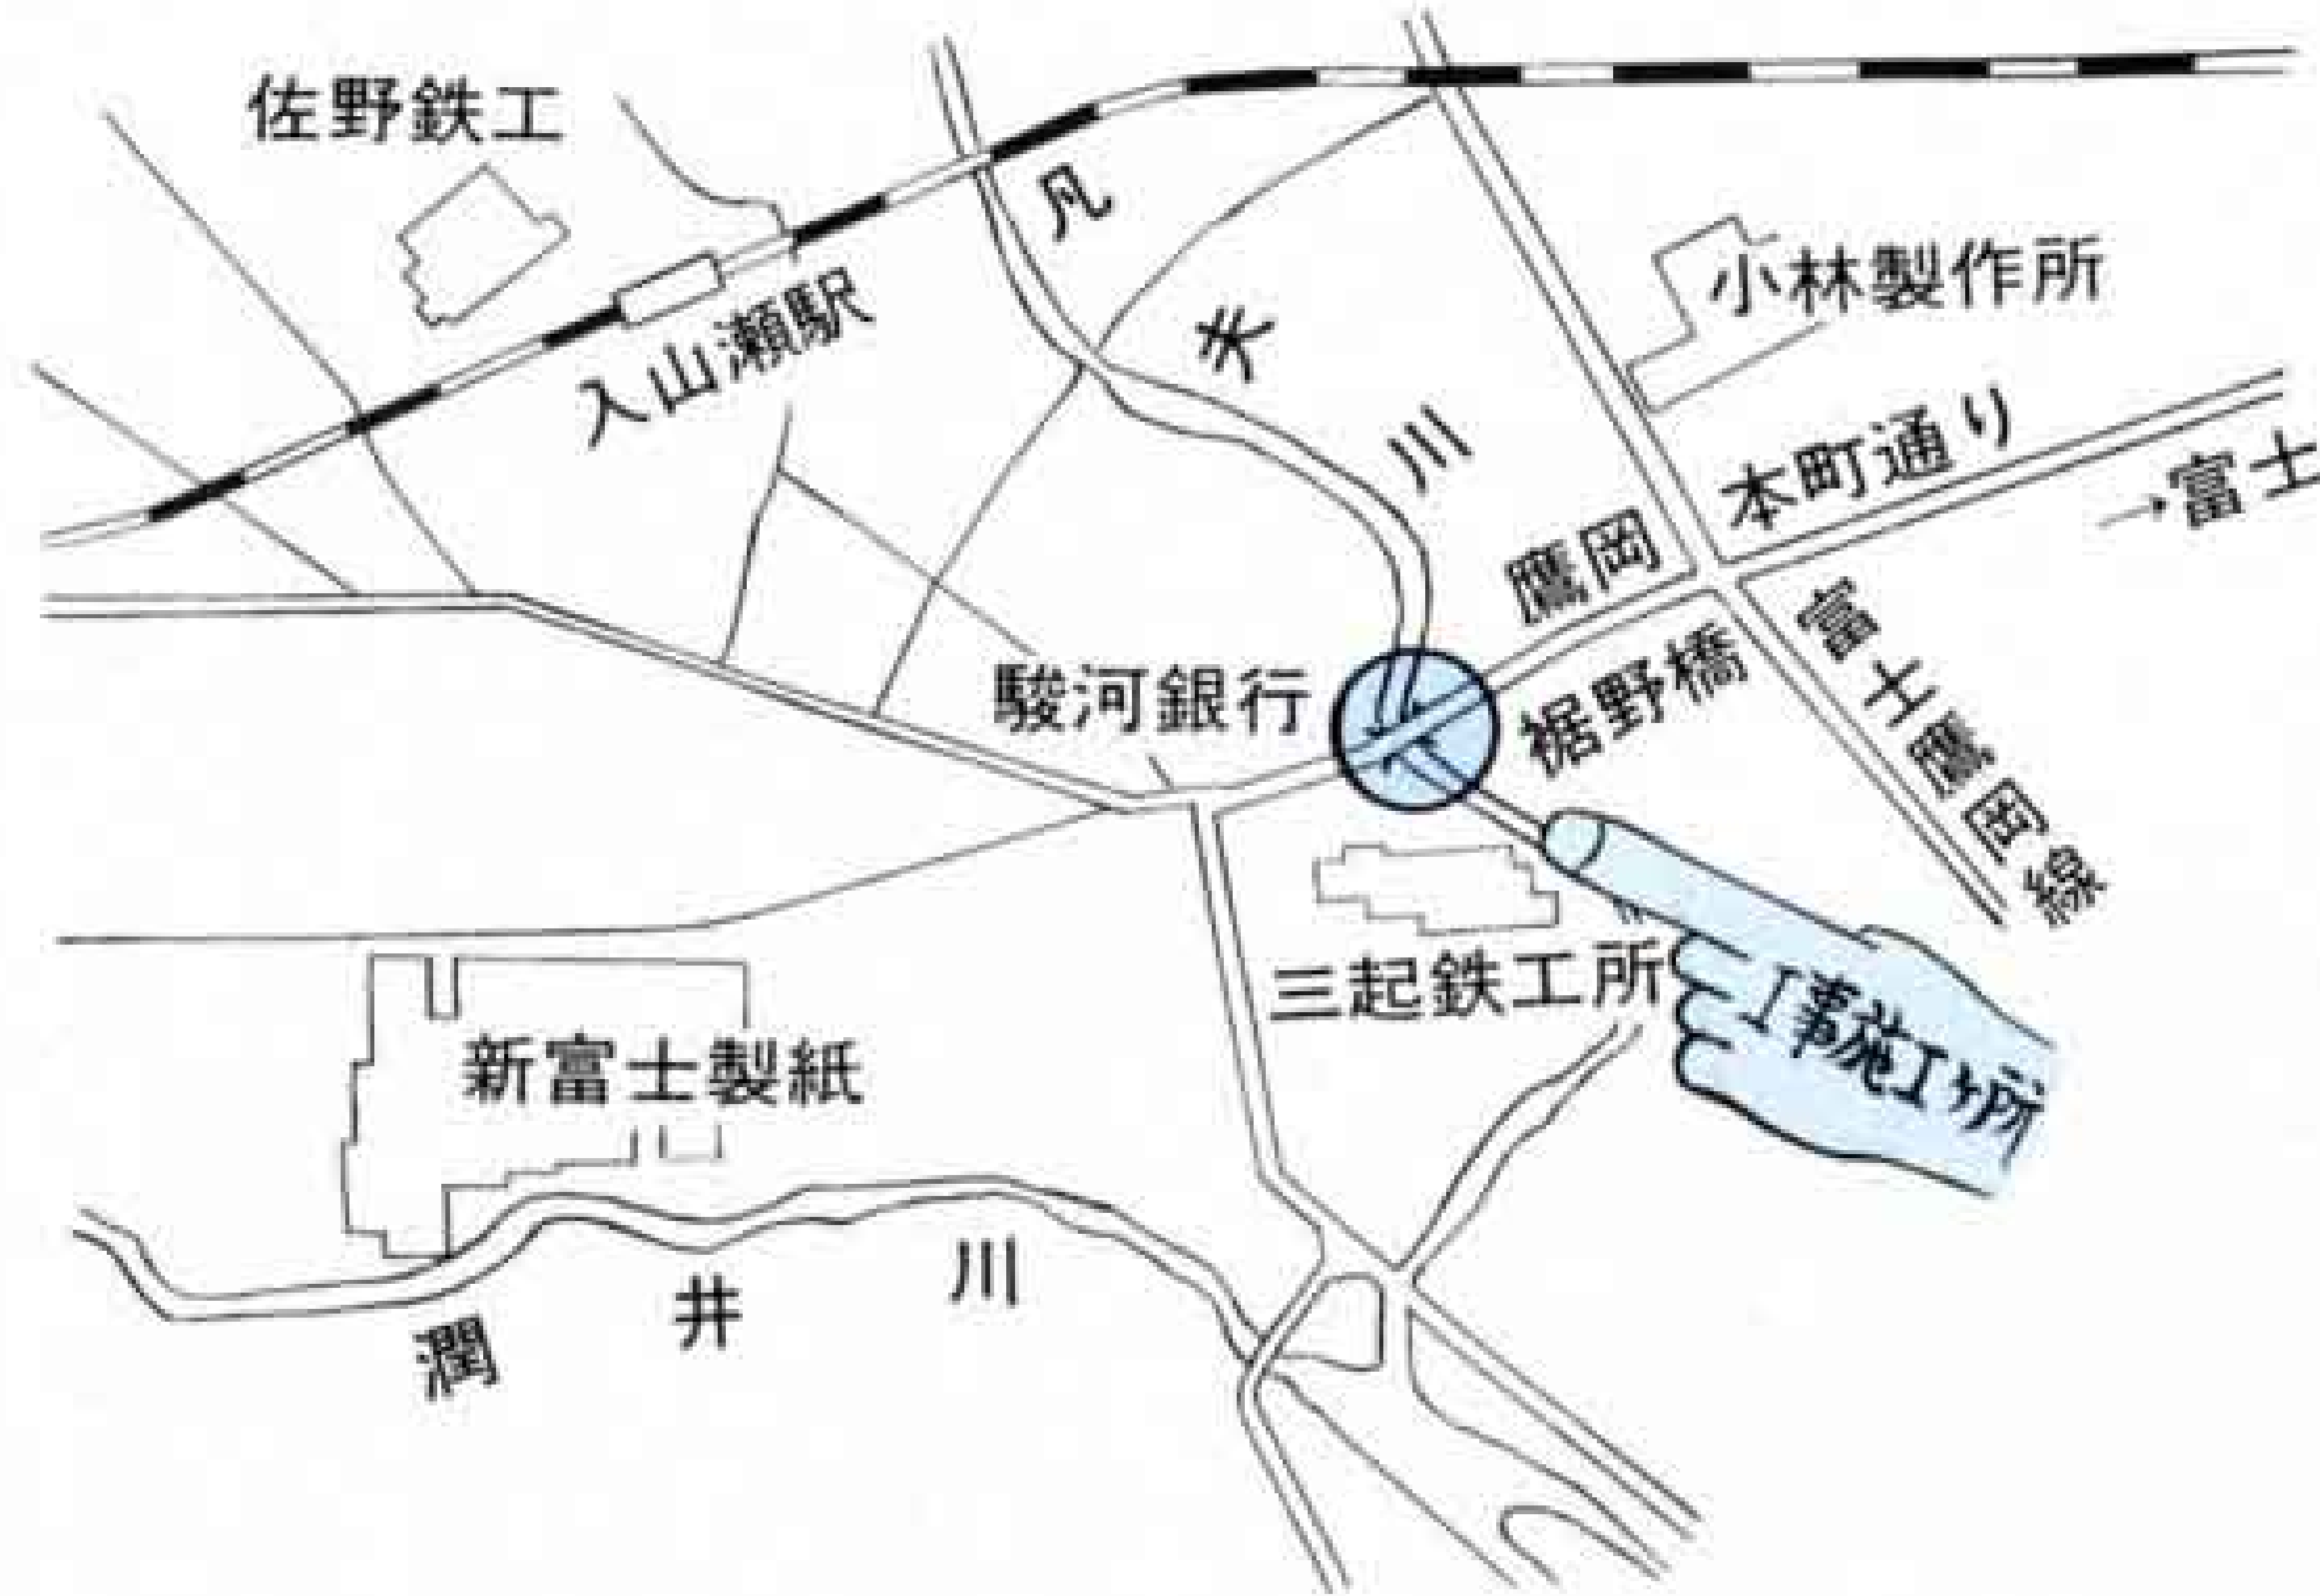 佐野鉄工
入山瀬駅
凡夫川
小林製作所
鷹岡本町通り
→富士
富士鷹岡線
裾野橋
駿河銀行
三起鉄工所
工事施工ヶ所
新富士製紙
潤井川